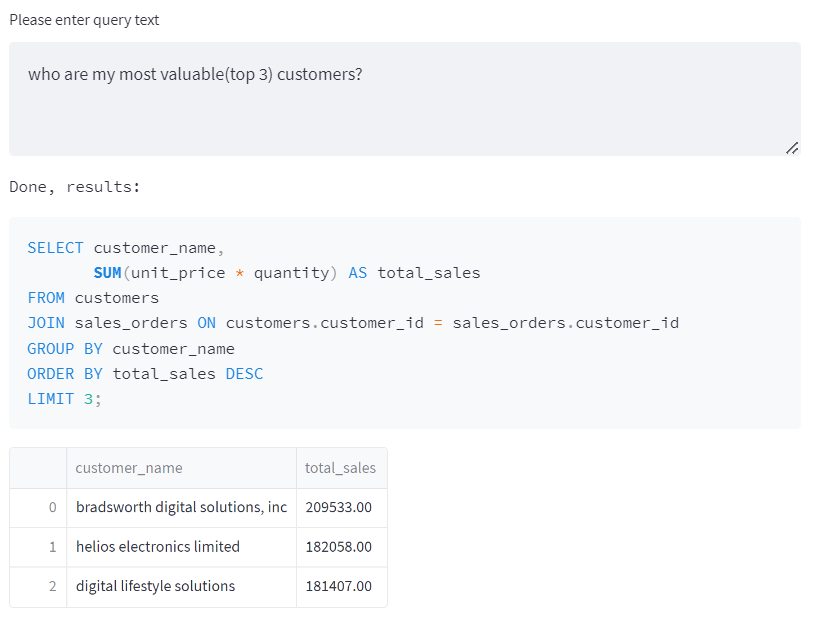 Please enter query text
who are my most valuable(top 3) customers?
Done, results:
SELECT customer_name,
       SUM(unit_price * quantity) AS total_sales
FROM customers
JOIN sales_orders ON customers.customer_id = sales_orders.customer_id
GROUP BY customer_name
ORDER BY total_sales DESC
LIMIT 3;
customer_name total_sales
0 bradsworth digital solutions, inc 209533.00
1 helios electronics limited 182058.00
2 digital lifestyle solutions 181407.00